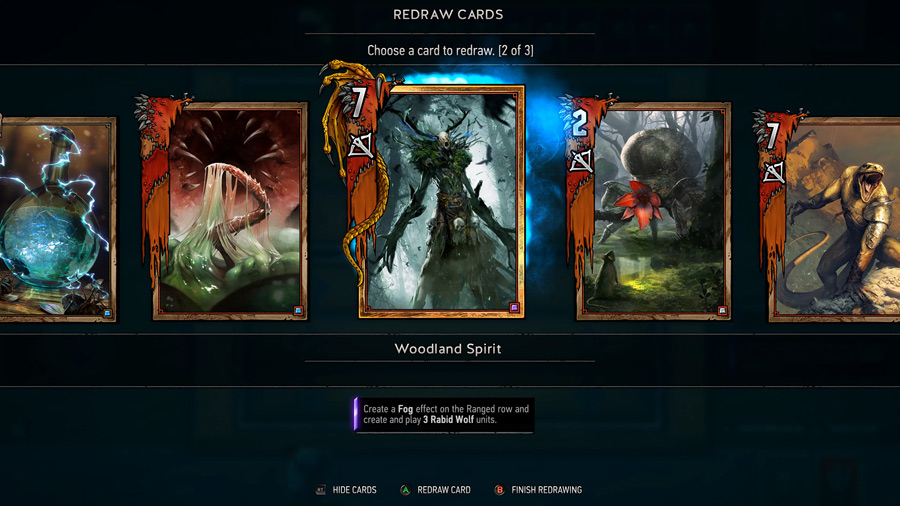 REDRAW CARDS
Choose a card to redraw. [2 of 3]
7
2
7
Woodland Spirit
Create a Fog effect on the Ranged row and
create and play 3 Rabid Wolf units.
RT HIDE CARDS A REDRAW CARD B FINISH REDRAWING